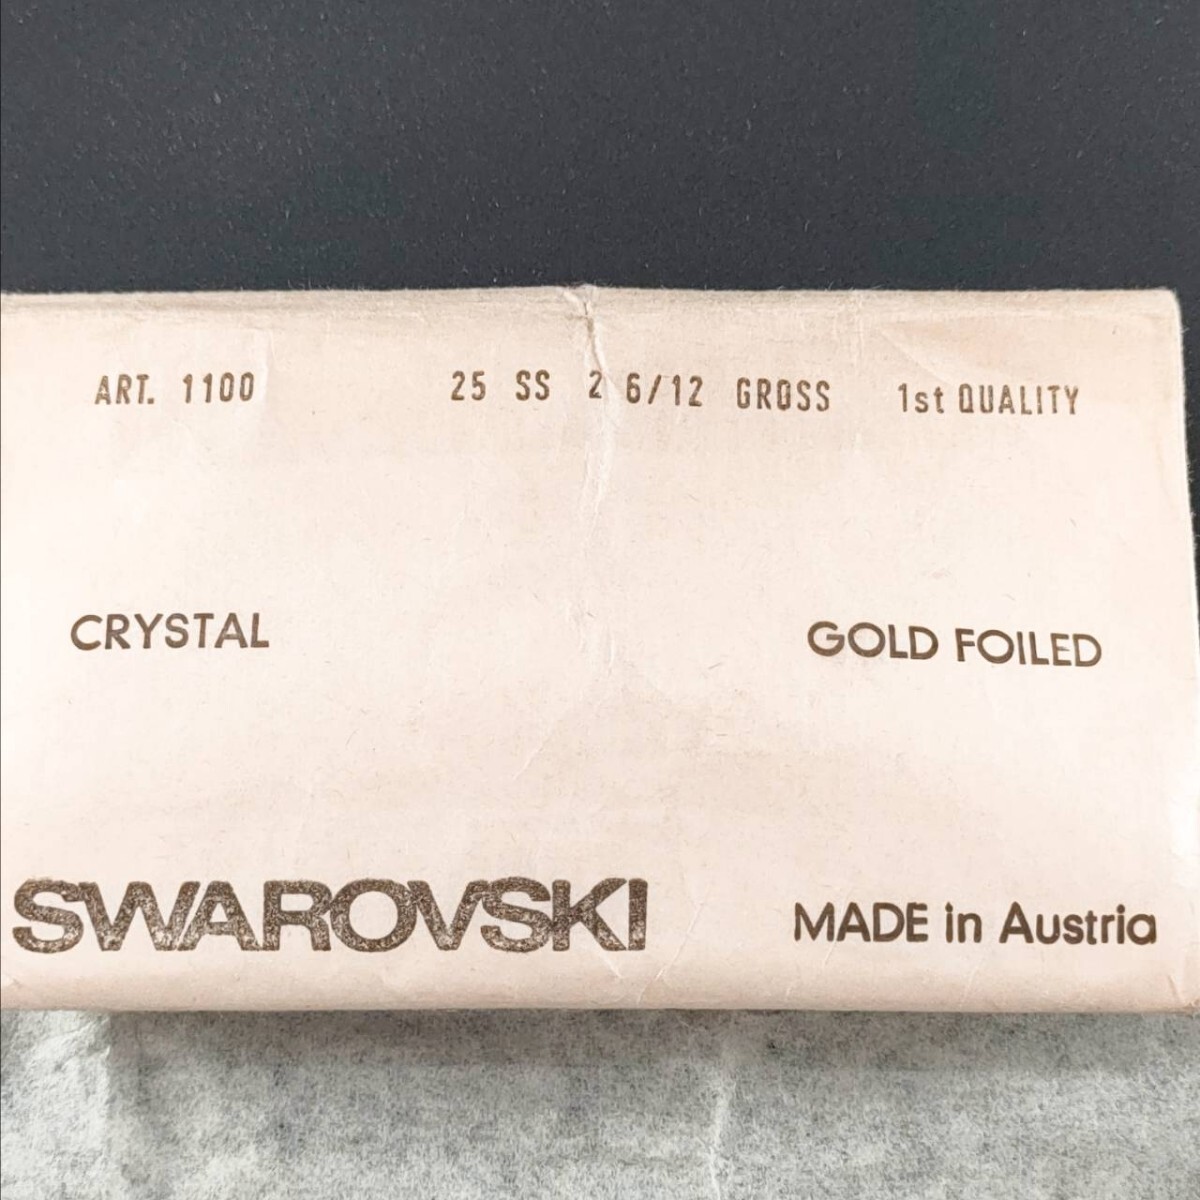 ART. 1100 25 SS 2 6/12 GROSS 1st QUALITY
CRYSTAL GOLD FOILED
SWAROVSKI MADE in Austria